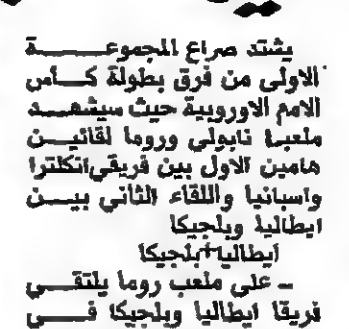 يشتد صراع المجموعة
الاولى من فرق بطولة كأس
الامم الاوروبية حيث سيشهد
ملعبا نابولي وروما لقائين
هامين الاول بين فريقي انكلترا
واسبانيا واللقاء الثاني بين
ايطاليا وبلجيكا
ايطاليا+بلجيكا
ـ على ملعب روما يلتقي
فريقا ايطاليا وبلجيكا في